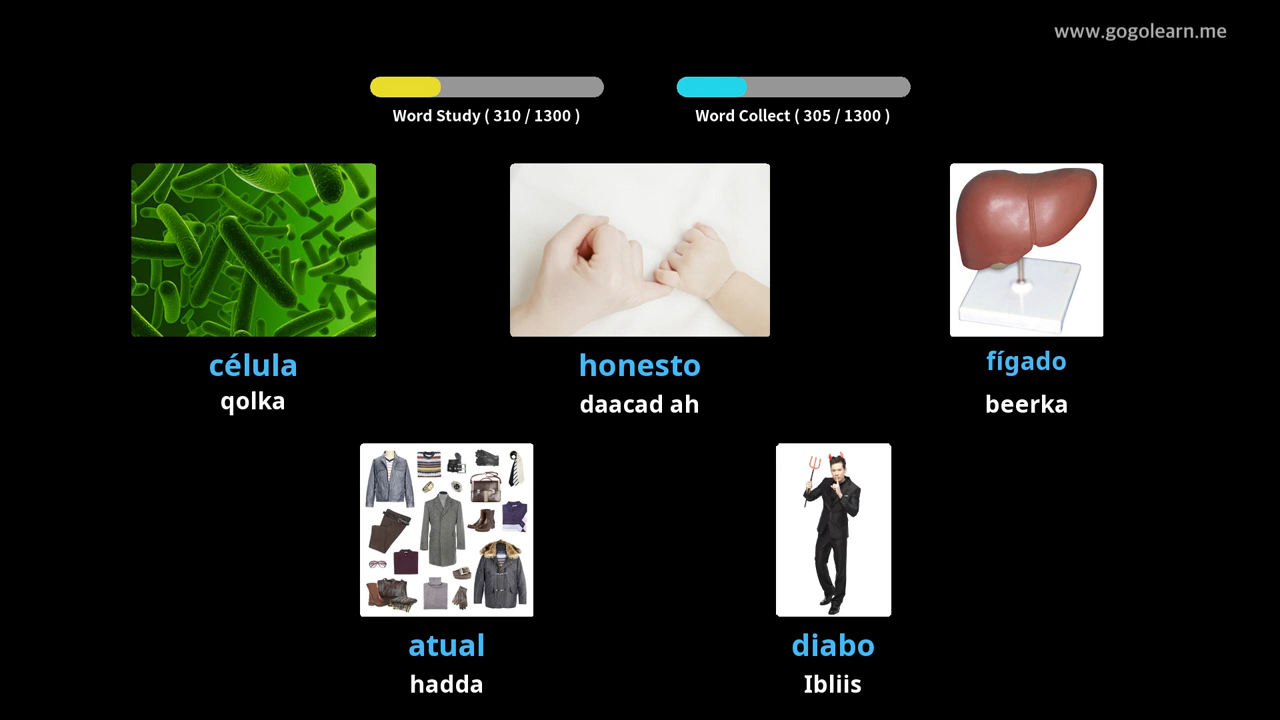 www.gogolearn.me
Word Study ( 310 / 1300 )
Word Collect ( 305 / 1300 )
célula
qolka
honesto
daacad ah
fígado
beerka
atual
hadda
diabo
Ibliis